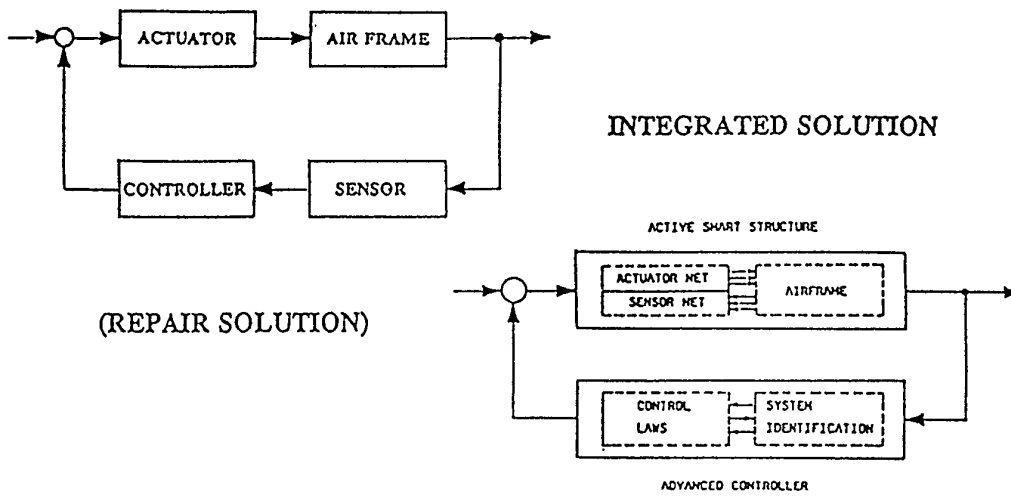 ACTUATOR
AIR FRAME
CONTROLLER
SENSOR
(REPAIR SOLUTION)
INTEGRATED SOLUTION
ACTIVE SMART STRUCTURE
ACTUATOR NET
SENSOR NET
AIRFRAME
CONTROL
LAWS
SYSTEM
IDENTIFICATION
ADVANCED CONTROLLER